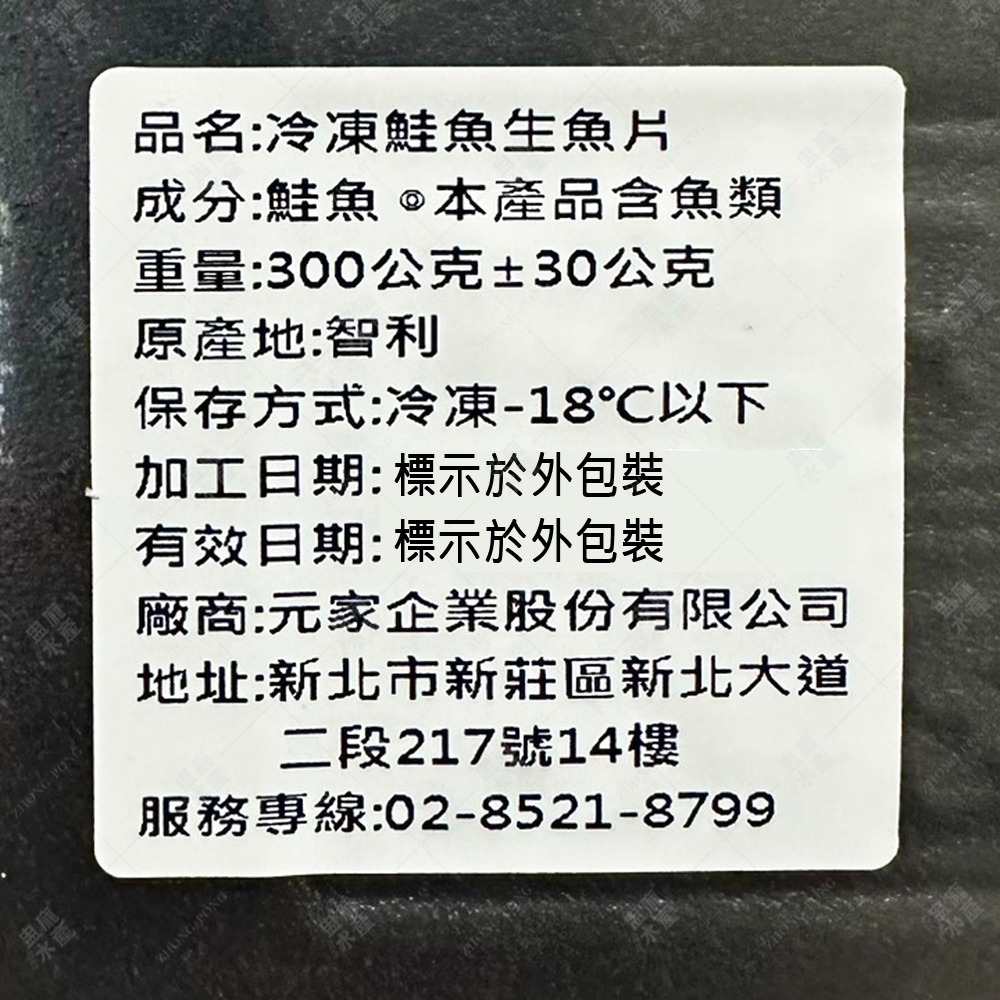 品名:冷凍鮭魚生魚片
成分:鮭魚 ◎本產品含魚類
重量:300公克±30公克
原產地:智利
保存方式:冷凍-18℃以下
加工日期: 標示於外包裝
有效日期: 標示於外包裝
廠商:元家企業股份有限公司
地址:新北市新莊區新北大道
二段217號14樓
服務專線:02-8521-8799